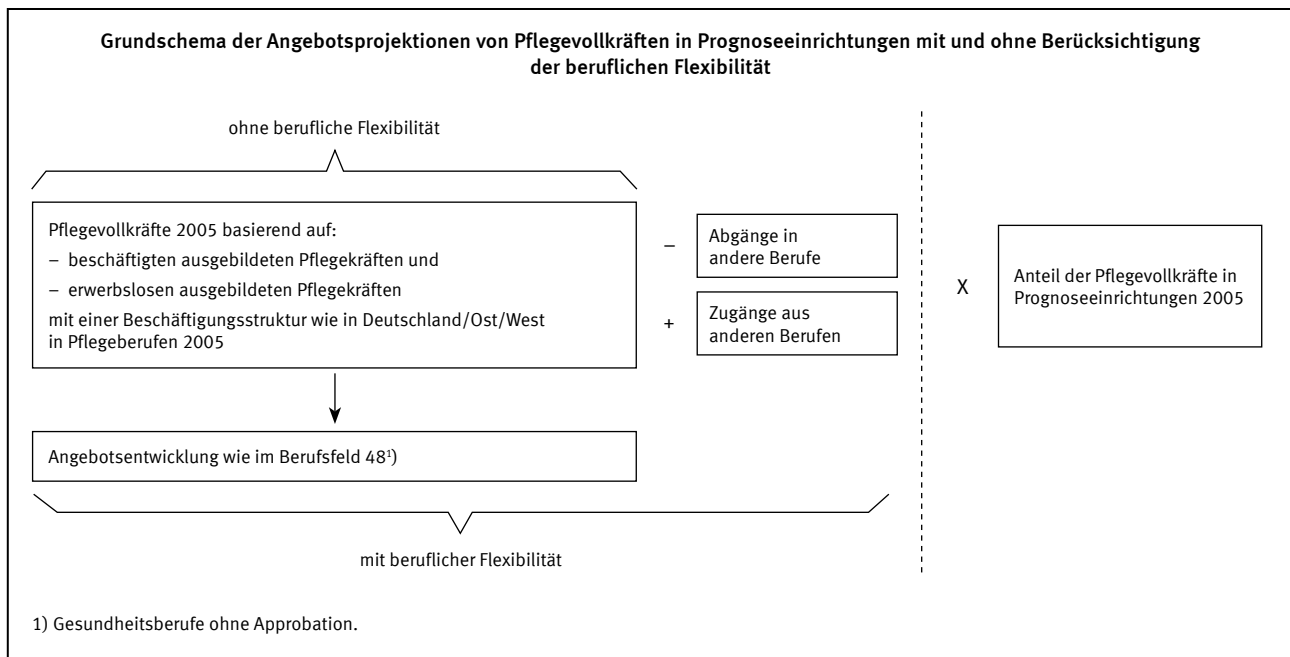 Grundschema der Angebotsprojektionen von Pflegevollkräften in Prognoseeinrichtungen mit und ohne Berücksichtigung
der beruflichen Flexibilität
ohne berufliche Flexibilität
Pflegevollkräfte 2005 basierend auf:
– beschäftigten ausgebildeten Pflegekräften und
– erwerbslosen ausgebildeten Pflegekräften
mit einer Beschäftigungsstruktur wie in Deutschland/Ost/West
in Pflegeberufen 2005
–
Abgänge in
andere Berufe
+
Zugänge aus
anderen Berufen
X
Anteil der Pflegevollkräfte in
Prognoseeinrichtungen 2005
Angebotsentwicklung wie im Berufsfeld 48¹)
mit beruflicher Flexibilität
1) Gesundheitsberufe ohne Approbation.